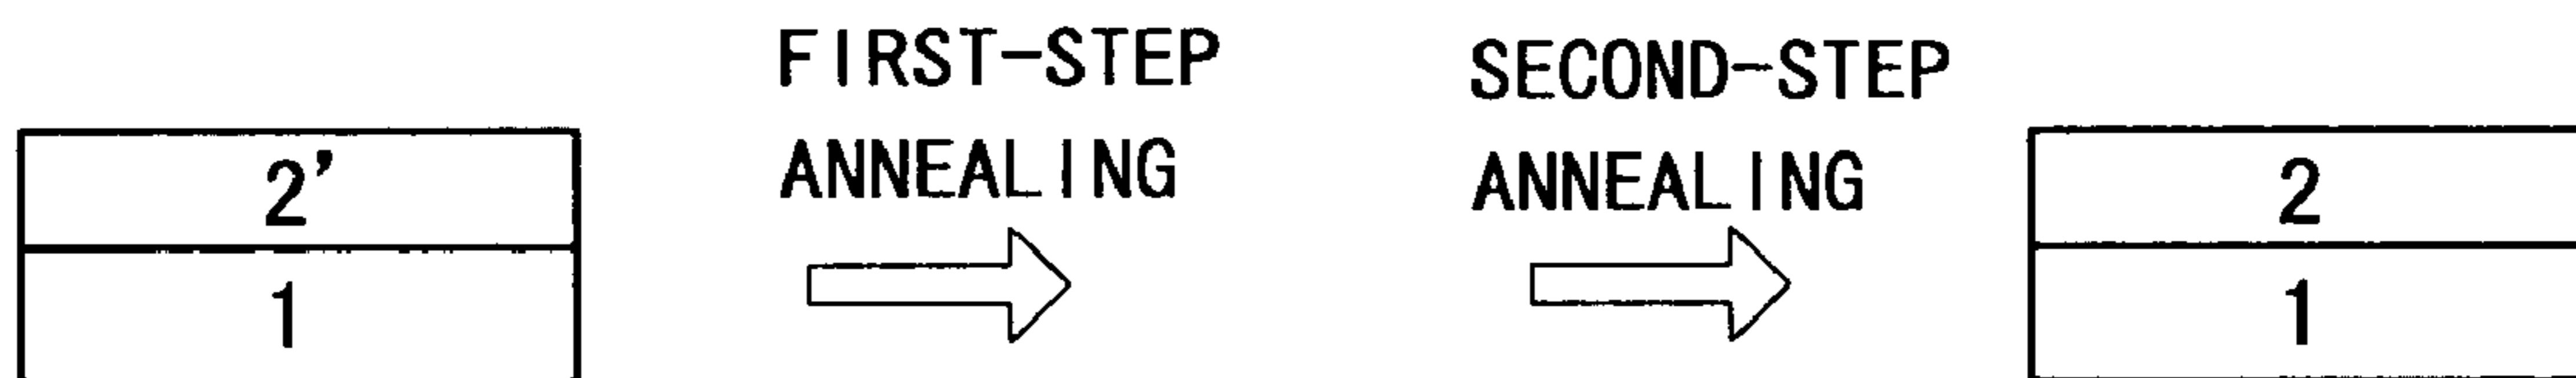 2'
1
FIRST-STEP
ANNEALING
SECOND-STEP
ANNEALING
2
1